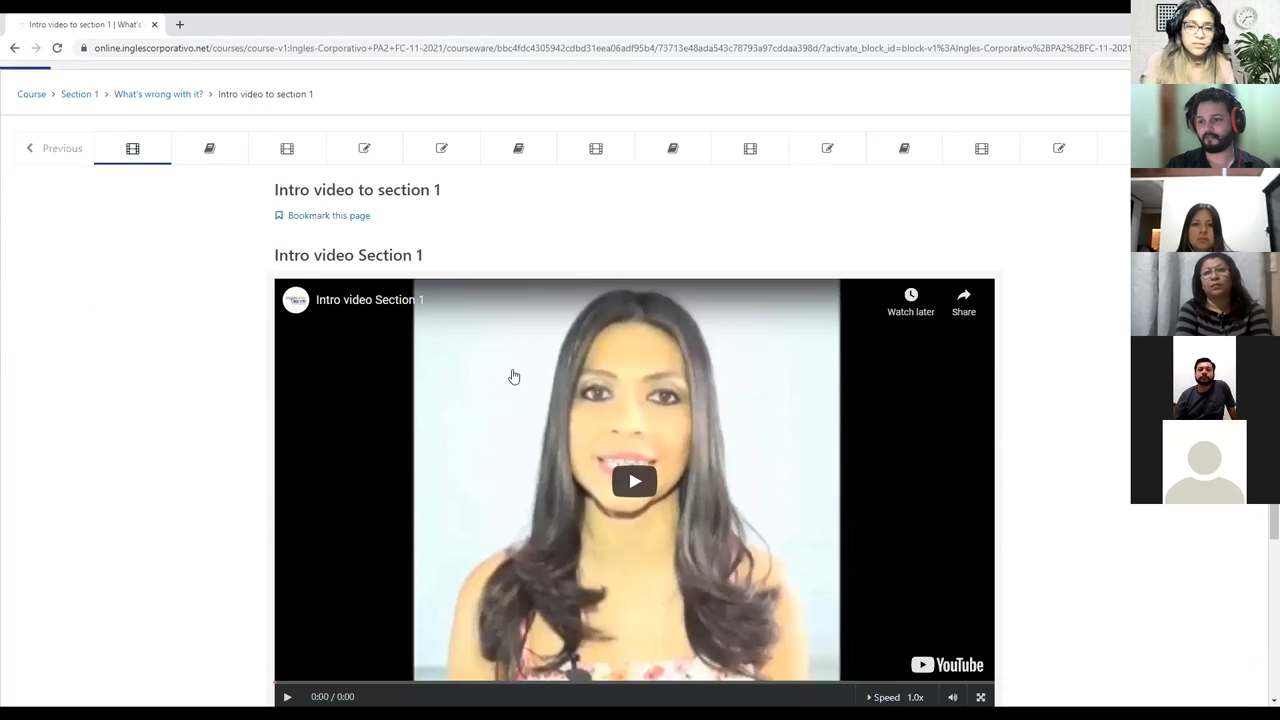 Intro video to section 1 | What's
online.inglescorporativo.net/courses/course-v1:Ingles-Corporativo+PA2+FC-11-2021/courseware/bbc4fdc4305942cdbd31eea06adf95b4/73713e48ada543c78793a97cddaa398d/?activate_block_id=block-v1%3AIngles-Corporativo%2BPA2%2BFC-11-2021%
Course > Section 1 > What's wrong with it? > Intro video to section 1
Previous
Intro video to section 1
Bookmark this page
Intro video Section 1
Intro video Section 1
Watch later
Share
YouTube
0:00 / 0:00
Speed 1.0x